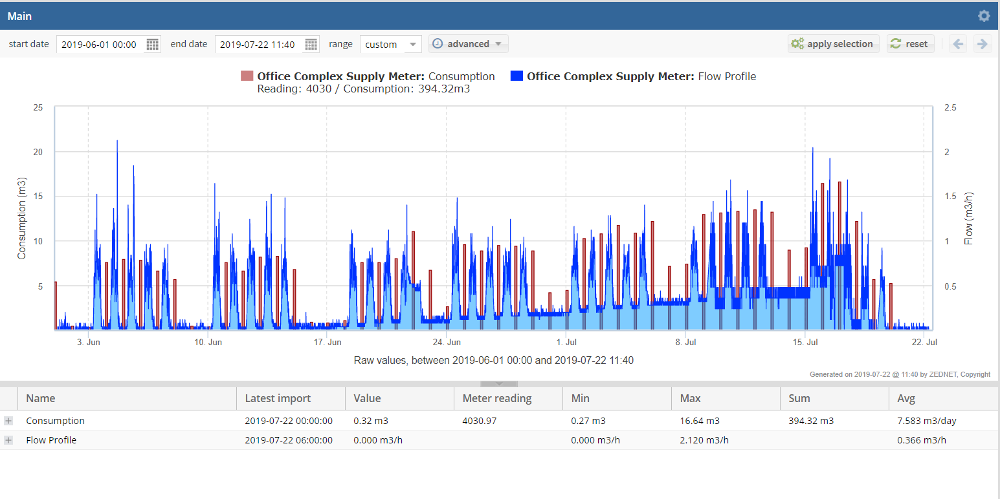 Main
start date 2019-06-01 00:00 end date 2019-07-22 11:40 range custom advanced apply selection reset
Office Complex Supply Meter: Consumption Office Complex Supply Meter: Flow Profile
Reading: 4030 / Consumption: 394.32m3
25 2.5
20 2
15 1.5
10 1
5 0.5
Consumption (m3)
Flow (m3/h)
3. Jun 10. Jun 17. Jun 24. Jun 1. Jul 8. Jul 15. Jul 22. Jul
Raw values, between 2019-06-01 00:00 and 2019-07-22 11:40
Generated on 2019-07-22 @ 11:40 by ZEDNET, Copyright
Name Latest import Value Meter reading Min Max Sum Avg
Consumption 2019-07-22 00:00:00 0.32 m3 4030.97 0.27 m3 16.64 m3 394.32 m3 7.583 m3/day
Flow Profile 2019-07-22 06:00:00 0.000 m3/h 0.000 m3/h 2.120 m3/h 0.366 m3/h